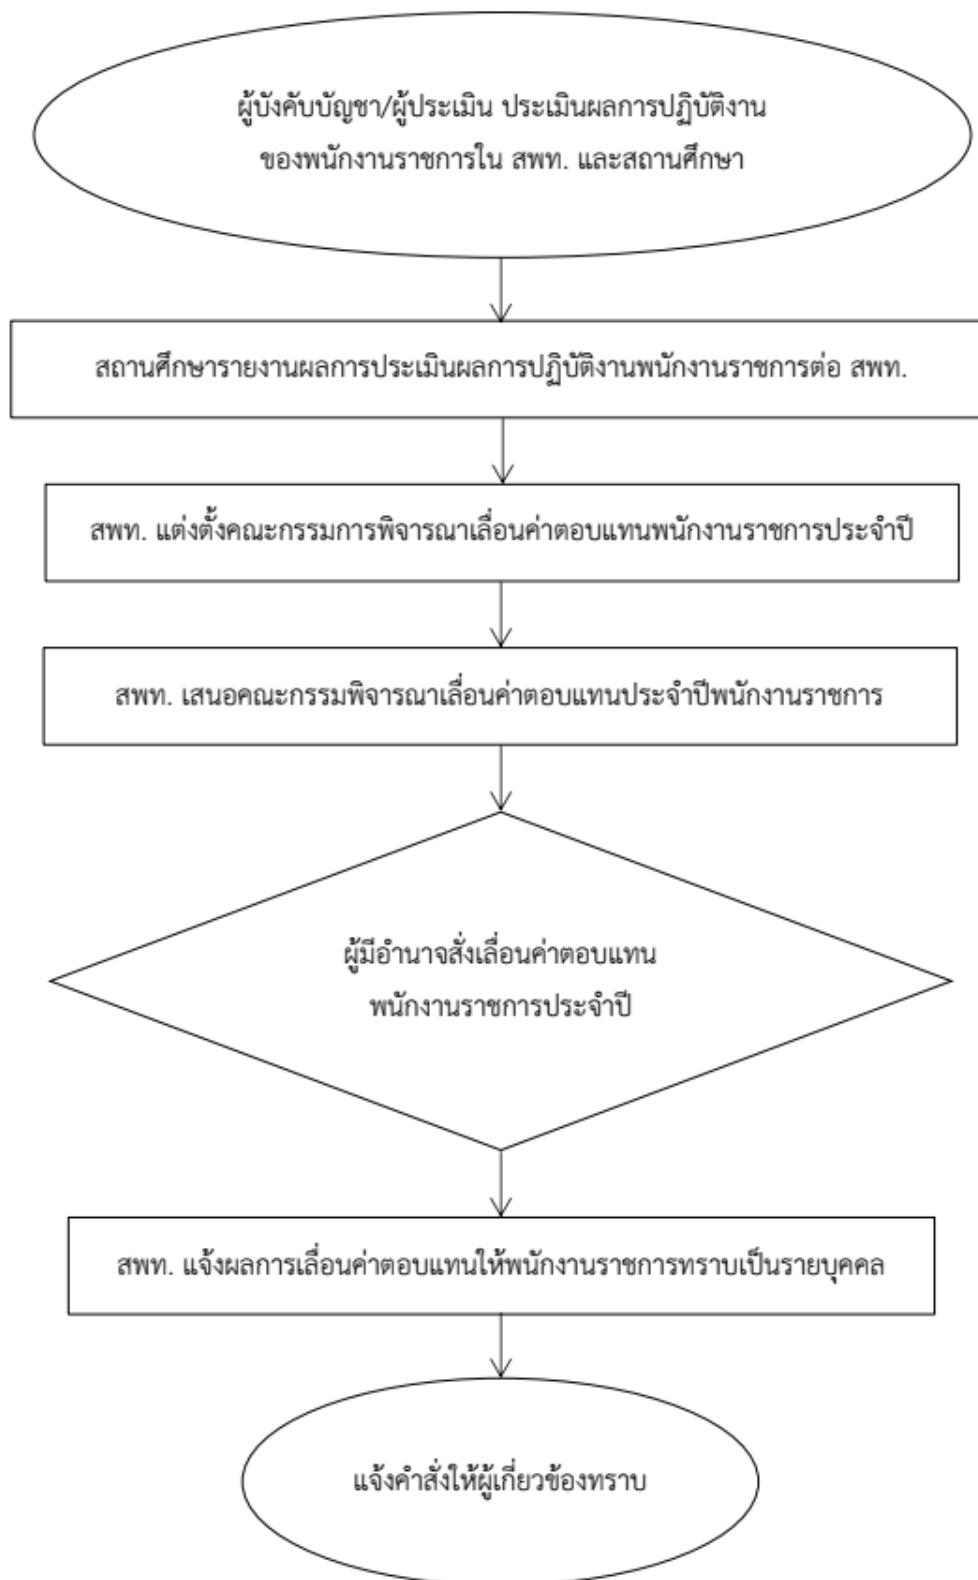 ผู้บังคับบัญชา/ผู้ประเมิน ประเมินผลการปฏิบัติงาน
ของพนักงานราชการใน สพท. และสถานศึกษา
สถานศึกษารายงานผลการประเมินผลการปฏิบัติงานพนักงานราชการต่อ สพท.
สพท. แต่งตั้งคณะกรรมการพิจารณาเลื่อนค่าตอบแทนพนักงานราชการประจำปี
สพท. เสนอคณะกรรมพิจารณาเลื่อนค่าตอบแทนประจำปีพนักงานราชการ
ผู้มีอำนาจสั่งเลื่อนค่าตอบแทน
พนักงานราชการประจำปี
สพท. แจ้งผลการเลื่อนค่าตอบแทนให้พนักงานราชการทราบเป็นรายบุคคล
แจ้งคำสั่งให้ผู้เกี่ยวข้องทราบ